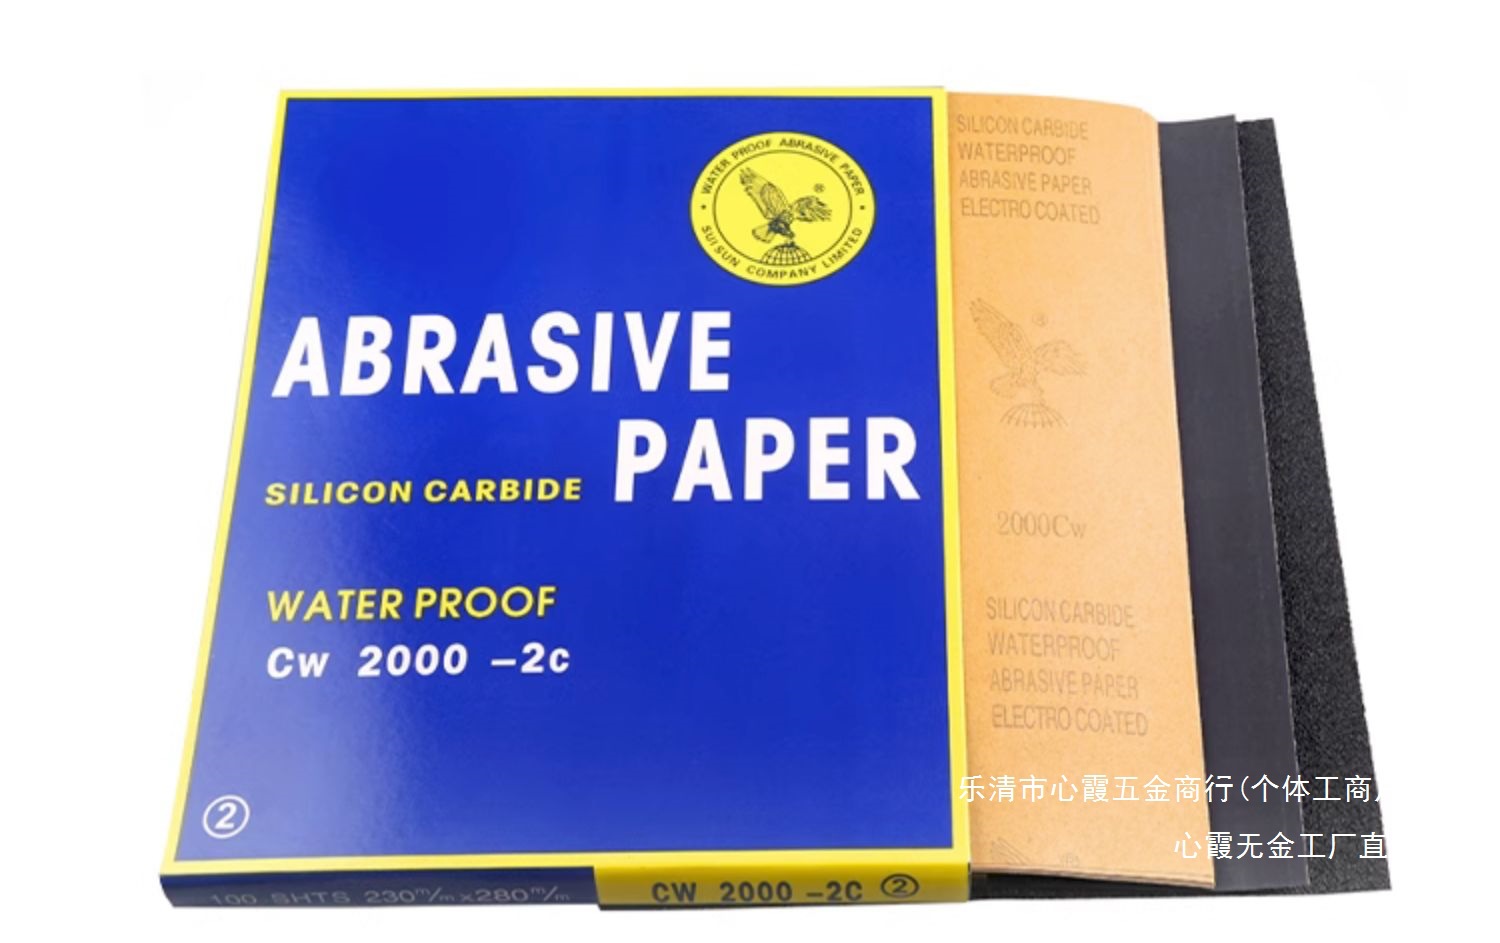 WATER PROOF ABRASIVE PAPER
®
SUISUN COMPANY LIMITED
ABRASIVE
PAPER
SILICON CARBIDE
WATER PROOF
Cw 2000 –2c
2
100 SHTS 230m/m x 280m/m
CW 2000 –2C 2
SILICON CARBIDE
WATERPROOF
ABRASIVE PAPER
ELECTRO COATED
®
2000Cw
SILICON CARBIDE
WATERPROOF
ABRASIVE PAPER
ELECTRO COATED
乐清市心霞五金商行(个体工商
心霞无金工厂直